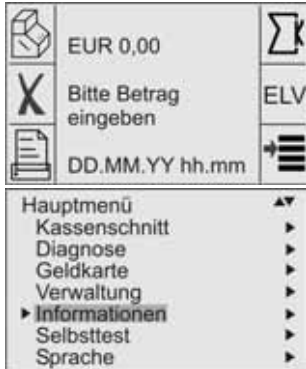 EUR 0,00
Bitte Betrag
eingeben
ELV
DD.MM.YY hh.mm
Hauptmenü
Kassenschnitt
Diagnose
Geldkarte
Verwaltung
Informationen
Selbsttest
Sprache